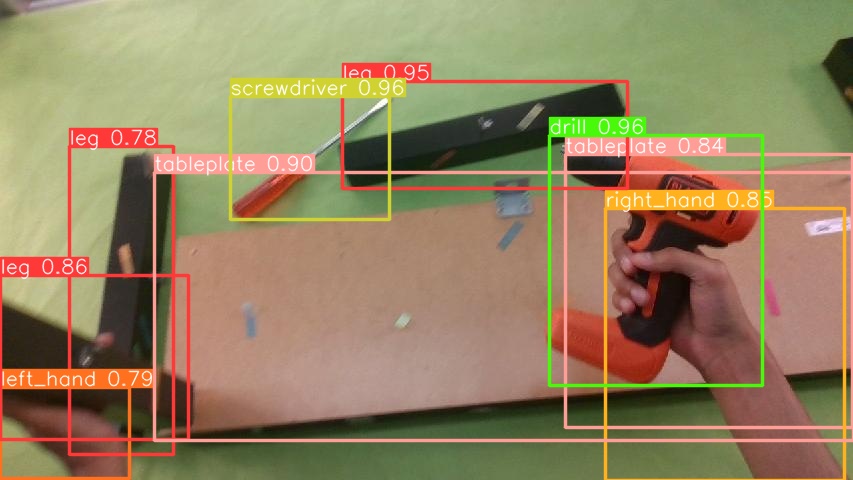 leg 0.95
screwdriver 0.96
drill 0.96
leg 0.78
tableplate 0.84
tableplate 0.90
right_hand 0.85
leg 0.86
left_hand 0.79